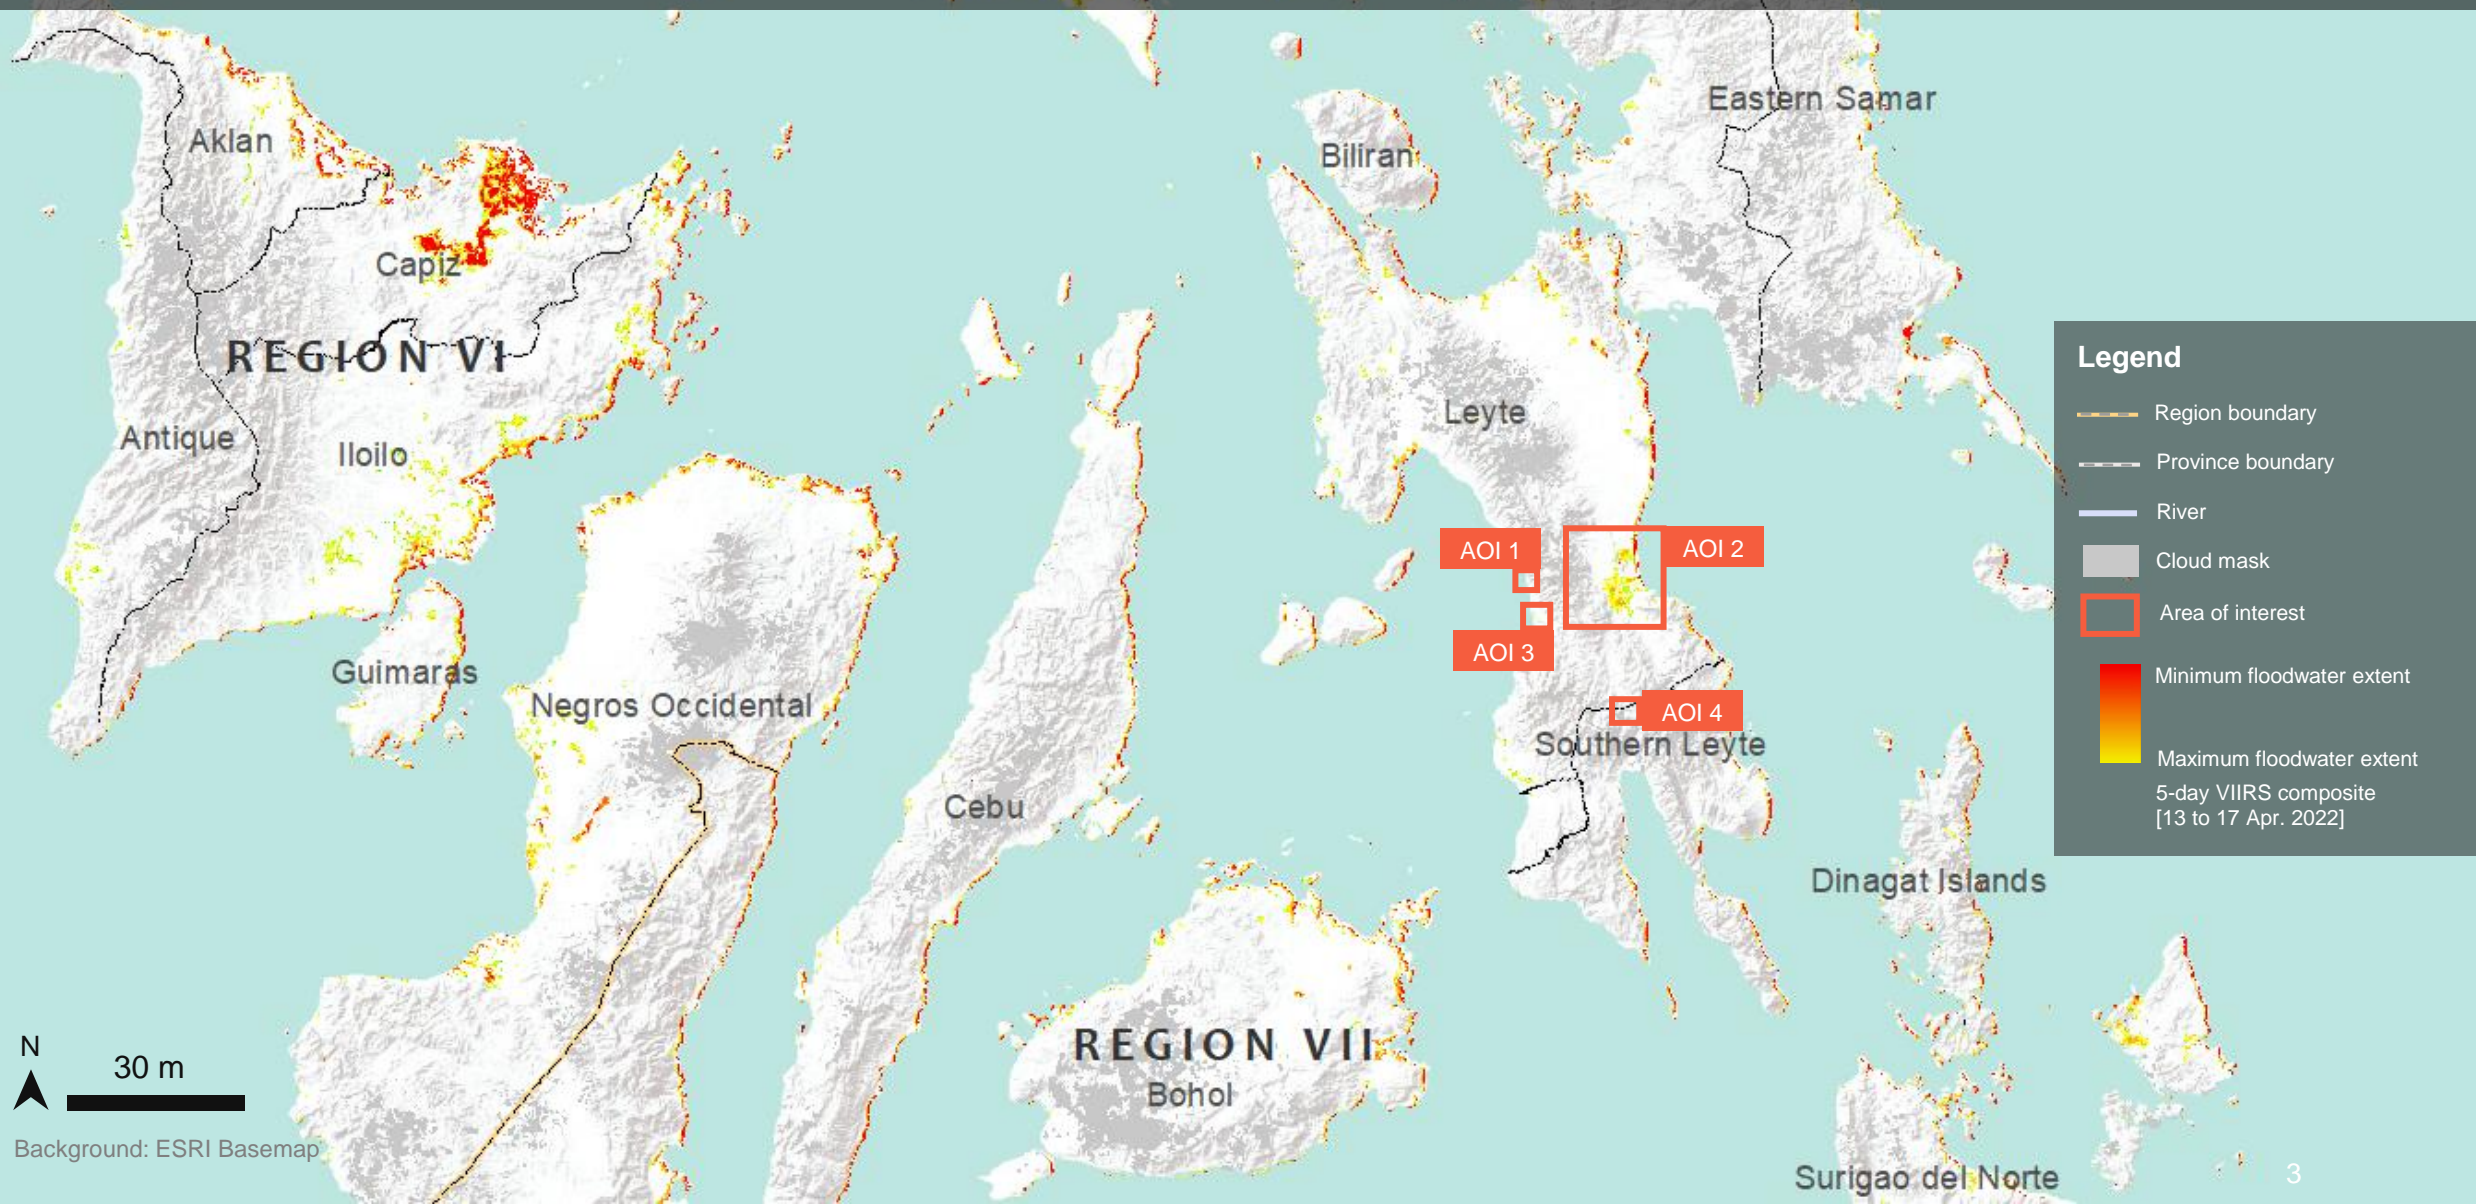 Eastern Samar
Aklan
Biliran
Capiz
REGION VI
Leyte
Antique
Iloilo
AOI 1
AOI 2
AOI 3
Guimaras
Negros Occidental
AOI 4
Southern Leyte
Cebu
Dinagat Islands
REGION VII
Bohol
Surigao del Norte
Legend
Region boundary
Province boundary
River
Cloud mask
Area of interest
Minimum floodwater extent
Maximum floodwater extent
5-day VIIRS composite
[13 to 17 Apr. 2022]
N
30 m
Background: ESRI Basemap
3